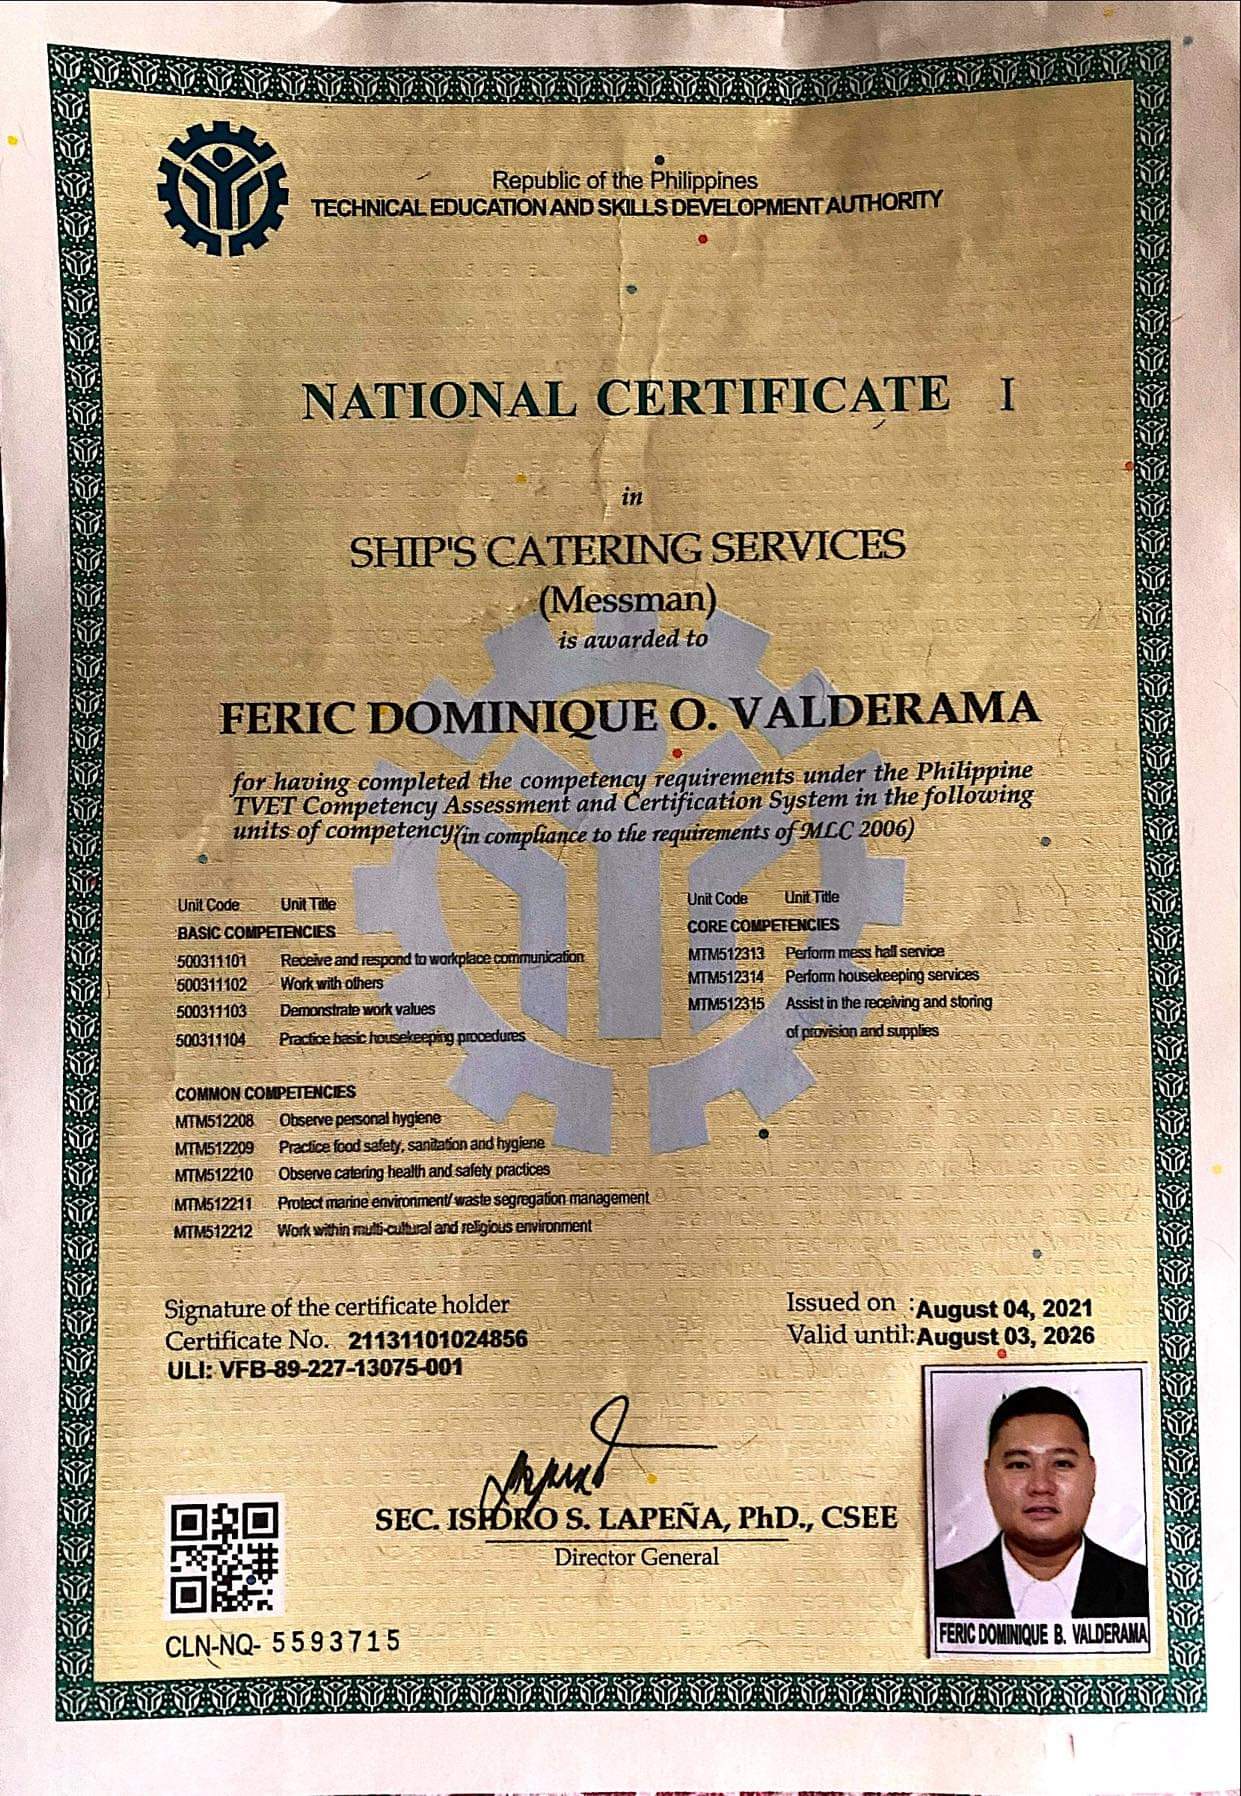 Republic of the Philippines
TECHNICAL EDUCATION AND SKILLS DEVELOPMENT AUTHORITY
NATIONAL CERTIFICATE I
in
SHIP'S CATERING SERVICES
(Messman)
is awarded to
FERIC DOMINIQUE O. VALDERAMA
for having completed the competency requirements under the Philippine
TVET Competency Assessment and Certification System in the following
units of competency(in compliance to the requirements of MLC 2006)
Unit Code Unit Title
BASIC COMPETENCIES
500311101 Receive and respond to workplace communication
500311102 Work with others
500311103 Demonstrate work values
500311104 Practice basic housekeeping procedures
COMMON COMPETENCIES
MTM512208 Observe personal hygiene
MTM512209 Practice food safety, sanitation and hygiene
MTM512210 Observe catering health and safety practices
MTM512211 Protect marine environment/ waste segregation management
MTM512212 Work within multi-cultural and religious environment
Unit Code Unit Title
CORE COMPETENCIES
MTM512313 Perform mess hall service
MTM512314 Perform housekeeping services
MTM512315 Assist in the receiving and storing
of provision and supplies
Signature of the certificate holder
Certificate No. 21131101024856
ULI: VFB-89-227-13075-001
Issued on :August 04, 2021
Valid until:August 03, 2026
SEC. ISIDRO S. LAPEÑA, PhD., CSEE
Director General
CLN-NQ- 5593715
FERIC DOMINIQUE B. VALDERAMA